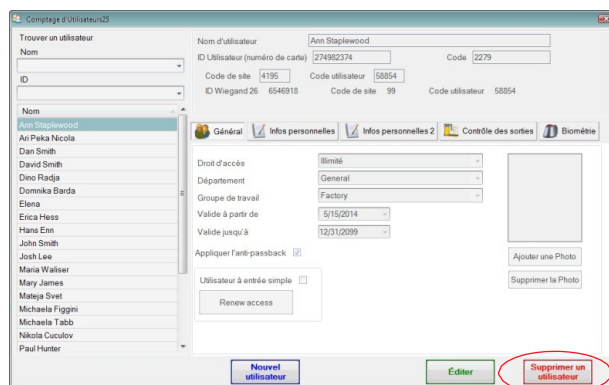 Comptage d'Utilisateurs25
Trouver un utilisateur
Nom
ID
Nom
Ann Staplewood
Ari Peka Nicola
Dan Smith
David Smith
Dino Radja
Domnika Barda
Elena
Erica Hess
Hans Enn
John Smith
Josh Lee
Maria Waliser
Mary James
Mateja Svet
Michaela Figgini
Michaela Tabb
Nikola Cuculov
Paul Hunter
Nom d'utilisateur Ann Staplewood
ID Utilisateur (numéro de carte) 274982374 Code 2279
Code de site 4195 Code utilisateur 58854
ID Wiegand 26 6546918 Code de site 99 Code utilisateur 58854
Général Infos personnelles Infos personnelles 2 Contrôle des sorties Biométrie
Droit d'accès Illimité
Département General
Groupe de travail Factory
Valide à partir de 5/15/2014
Valide jusqu'à 12/31/2099
Appliquer l'anti-passback
Utilisateur à entrée simple
Renew access
Ajouter une Photo
Supprimer la Photo
Nouvel
utilisateur
Éditer
Supprimer un
utilisateur